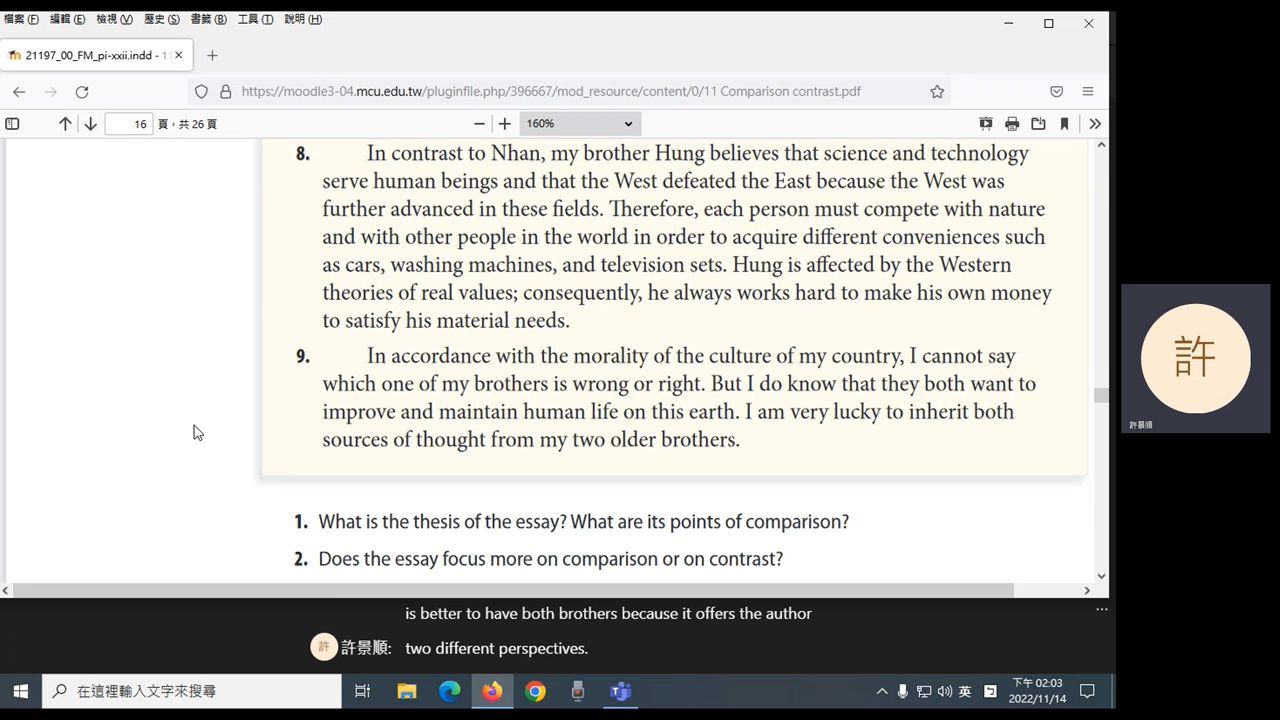 檔案(F) 編輯(E) 檢視(V) 歷史(S) 書籤(B) 工具(T) 說明(H)
21197_00_FM_pi-xxii.indd - 1
https://moodle3-04.mcu.edu.tw/pluginfile.php/396667/mod_resource/content/0/11 Comparison contrast.pdf
16 頁，共 26 頁
160%
8. In contrast to Nhan, my brother Hung believes that science and technology
serve human beings and that the West defeated the East because the West was
further advanced in these fields. Therefore, each person must compete with nature
and with other people in the world in order to acquire different conveniences such
as cars, washing machines, and television sets. Hung is affected by the Western
theories of real values; consequently, he always works hard to make his own money
to satisfy his material needs.
9. In accordance with the morality of the culture of my country, I cannot say
which one of my brothers is wrong or right. But I do know that they both want to
improve and maintain human life on this earth. I am very lucky to inherit both
sources of thought from my two older brothers.
1. What is the thesis of the essay? What are its points of comparison?
2. Does the essay focus more on comparison or on contrast?
許
許景順
is better to have both brothers because it offers the author
許 許景順: two different perspectives.
在這裡輸入文字來搜尋
英
下午 02:03
2022/11/14